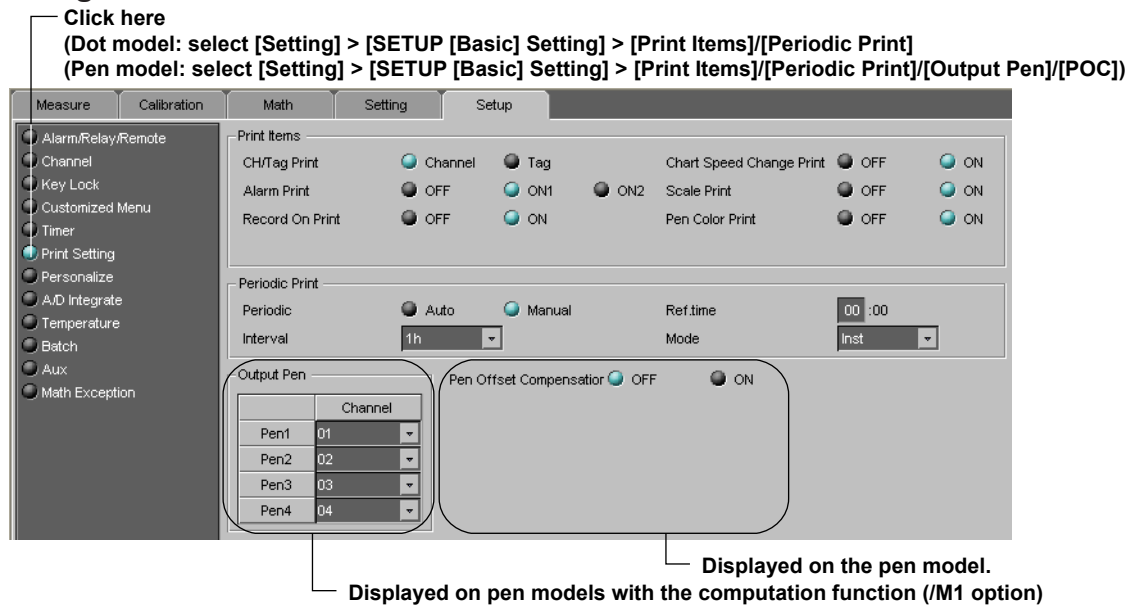 Click here
(Dot model: select [Setting] > [SETUP [Basic] Setting] > [Print Items]/[Periodic Print]
(Pen model: select [Setting] > [SETUP [Basic] Setting] > [Print Items]/[Periodic Print]/[Output Pen]/[POC])
Measure Calibration Math Setting Setup
Alarm/Relay/Remote
Channel
Key Lock
Customized Menu
Timer
Print Setting
Personalize
A/D Integrate
Temperature
Batch
Aux
Math Exception
Print Items
CH/Tag Print Channel Tag Chart Speed Change Print OFF ON
Alarm Print OFF ON1 ON2 Scale Print OFF ON
Record On Print OFF ON Pen Color Print OFF ON
Periodic Print
Periodic Auto Manual Ref.time 00 :00
Interval 1h Mode Inst
Output Pen
Channel
Pen1 01
Pen2 02
Pen3 03
Pen4 04
Pen Offset Compensatior OFF ON
Displayed on the pen model.
Displayed on pen models with the computation function (/M1 option)